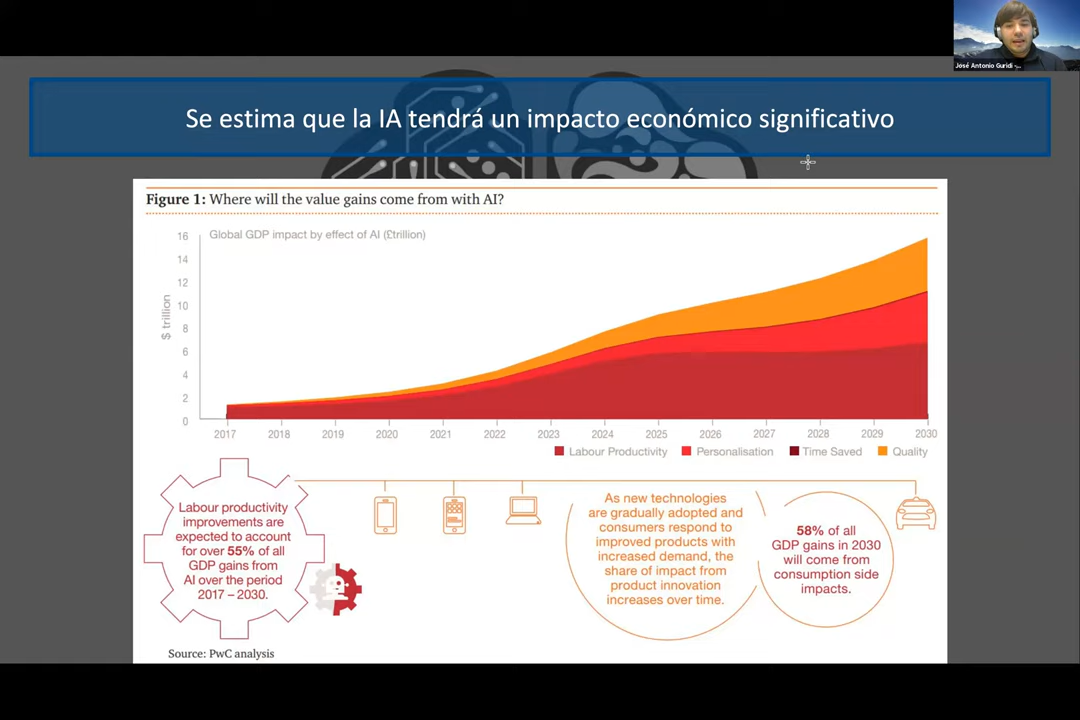 José Antonio Guridi
Se estima que la IA tendrá un impacto económico significativo
Figure 1: Where will the value gains come from with AI?
Global GDP impact by effect of AI (£trillion)
$ trillion
16
14
12
10
8
6
4
2
0
2017 2018 2019 2020 2021 2022 2023 2024 2025 2026 2027 2028 2029 2030
Labour Productivity Personalisation Time Saved Quality
Labour productivity
improvements are
expected to account
for over 55% of all
GDP gains from
AI over the period
2017 – 2030.
As new technologies
are gradually adopted and
consumers respond to
improved products with
increased demand, the
share of impact from
product innovation
increases over time.
58% of all
GDP gains in 2030
will come from
consumption side
impacts.
Source: PwC analysis